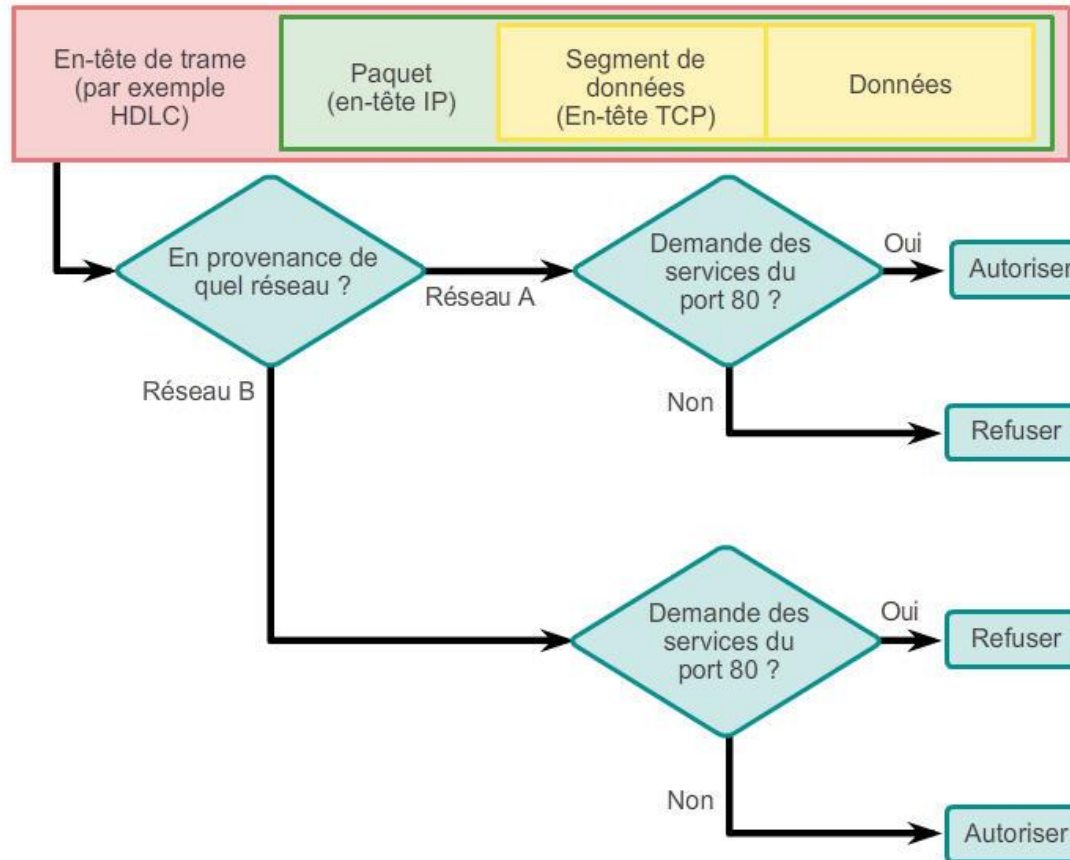 En-tête de trame
(par exemple
HDLC)
Paquet
(en-tête IP)
Segment de
données
(En-tête TCP)
Données
En provenance de
quel réseau ?
Réseau A
Demande des
services du
port 80 ?
Oui
Autoriser
Non
Refuser
Réseau B
Demande des
services du
port 80 ?
Oui
Refuser
Non
Autoriser